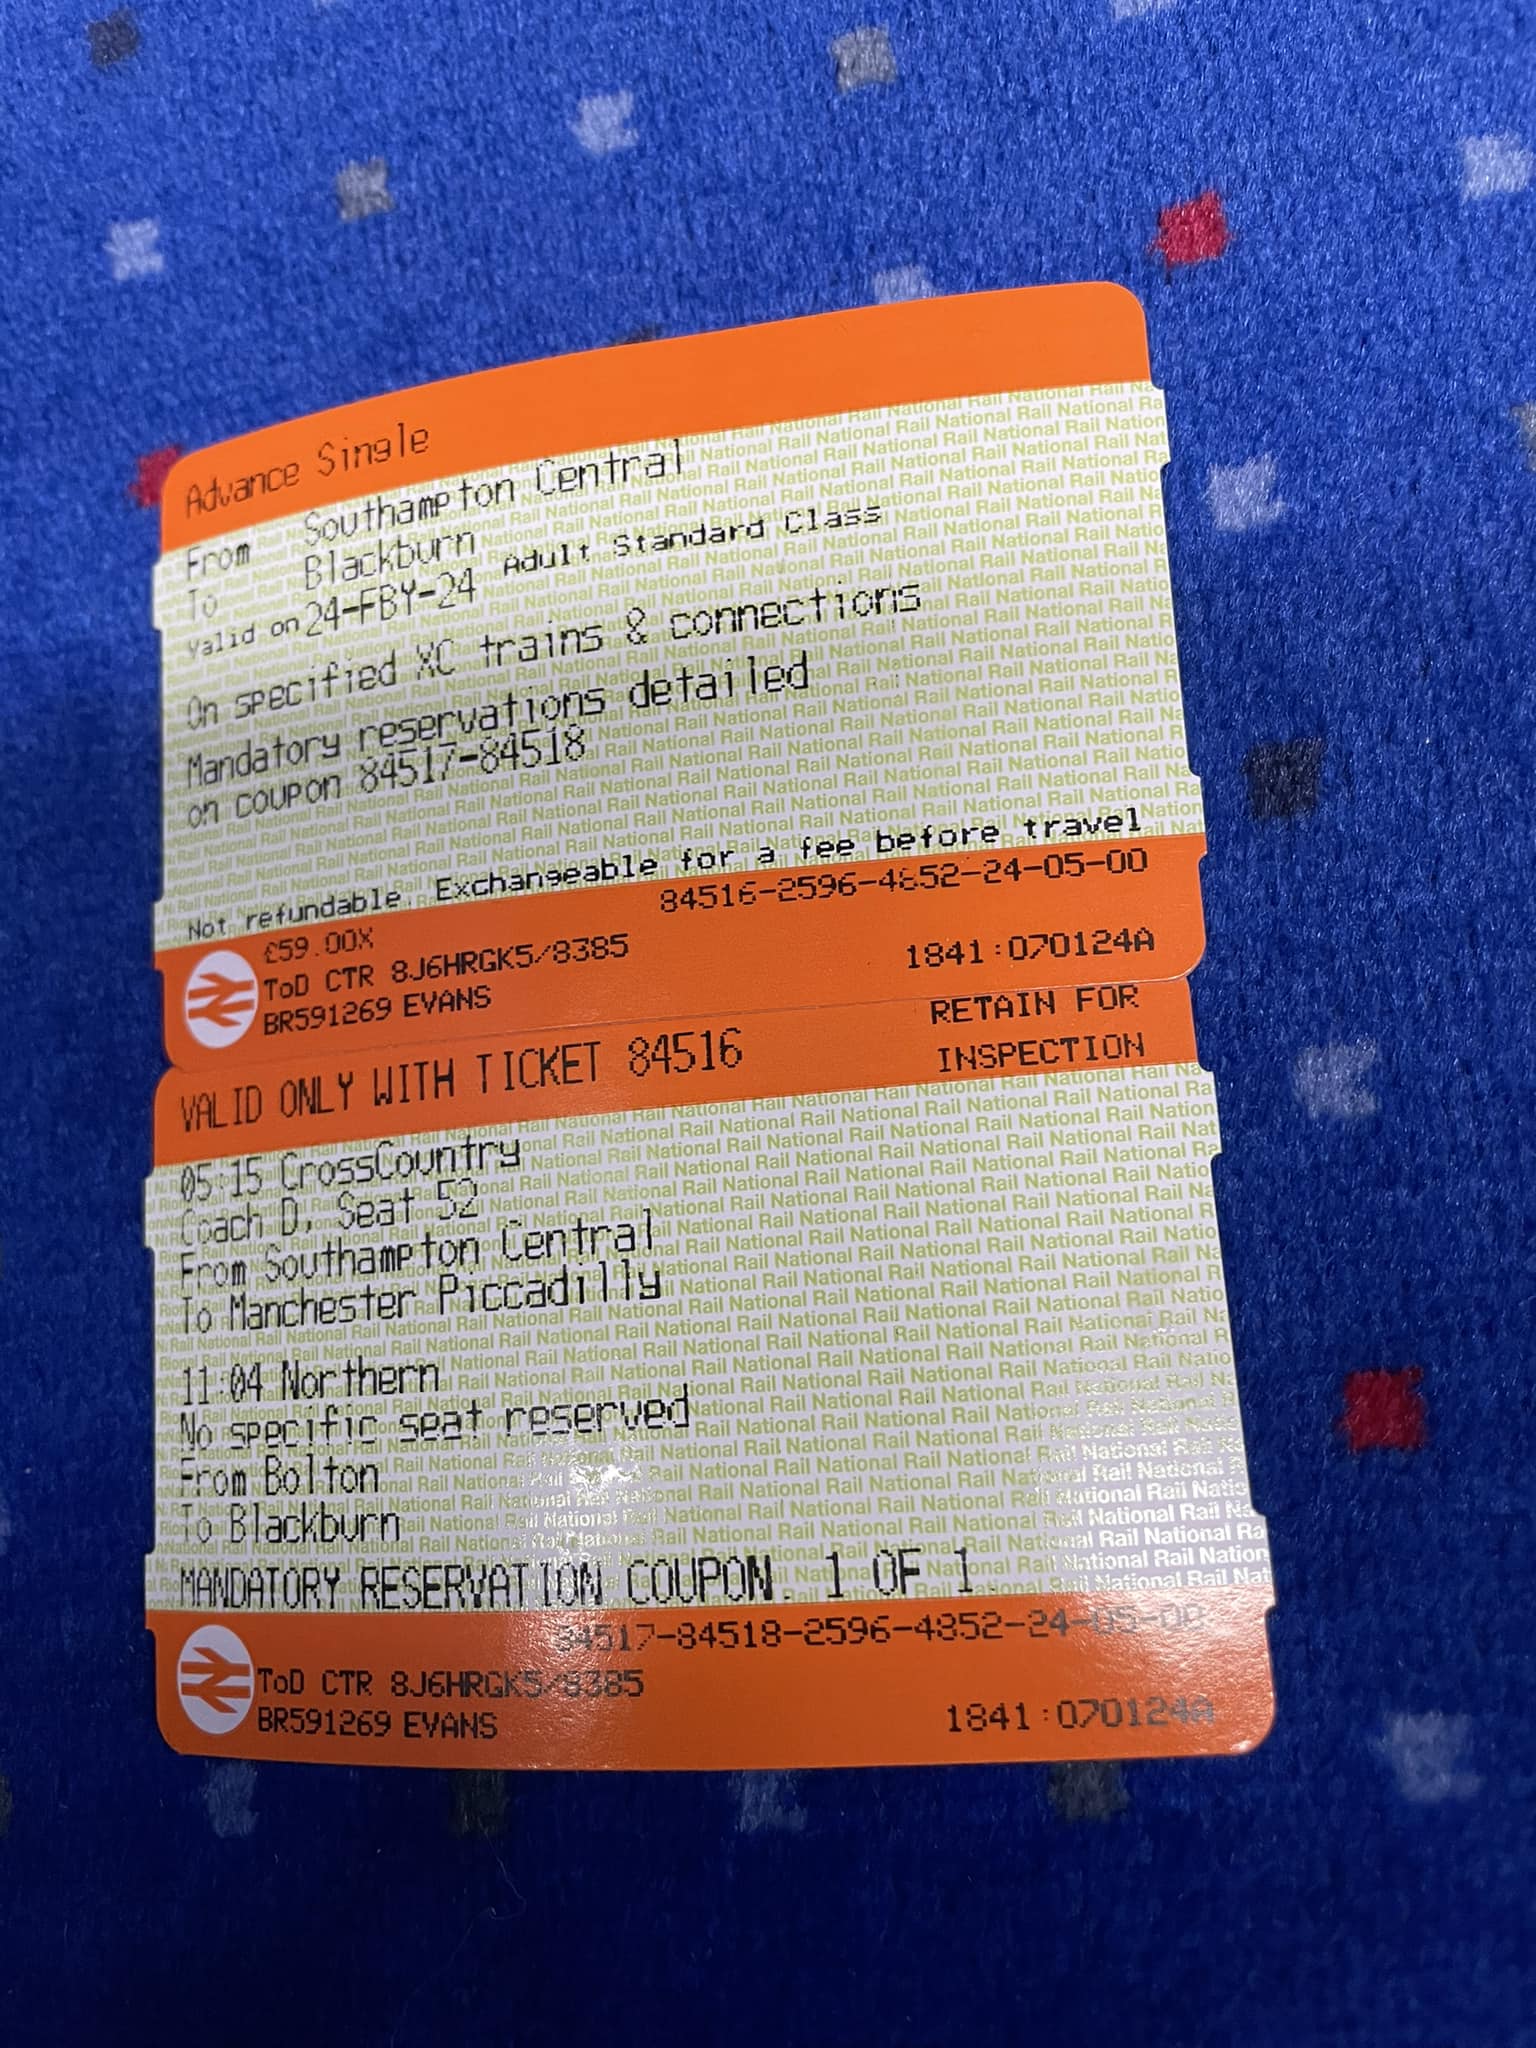 Advance Single
From Southampton Central
To Blackburn
Valid on 24-FBY-24 Adult Standard Class
On specified XC trains & connections
Mandatory reservations detailed
on coupon 84517-84518
Not refundable. Exchangeable for a fee before travel
£59.00X 84516-2596-4852-24-05-00
ToD CTR 8J6HRGK5/8385
BR591269 EVANS 1841:070124A
VALID ONLY WITH TICKET 84516 RETAIN FOR
INSPECTION
05:15 CrossCountry
Coach D, Seat 52
From Southampton Central
To Manchester Piccadilly
11:04 Northern
No specific seat reserved
From Bolton
To Blackburn
MANDATORY RESERVATION COUPON. 1 OF 1
84517-84518-2596-4852-24-05-00
ToD CTR 8J6HRGK5/8385
BR591269 EVANS 1841:070124A